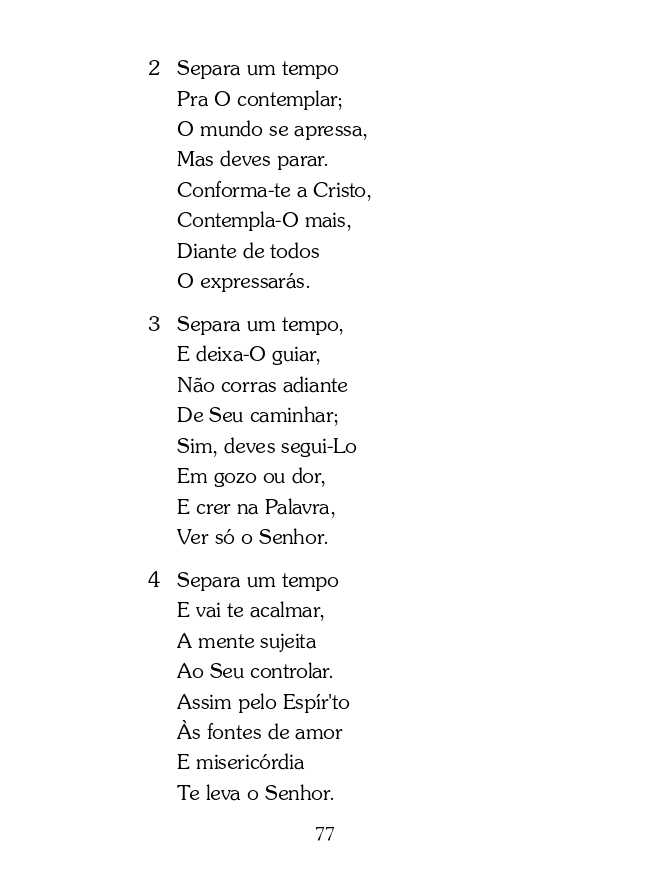 2 Separa um tempo
Pra O contemplar;
O mundo se apressa,
Mas deves parar.
Conforma-te a Cristo,
Contempla-O mais,
Diante de todos
O expressarás.
3 Separa um tempo,
E deixa-O guiar,
Não corras adiante
De Seu caminhar;
Sim, deves segui-Lo
Em gozo ou dor,
E crer na Palavra,
Ver só o Senhor.
4 Separa um tempo
E vai te acalmar,
A mente sujeita
Ao Seu controlar.
Assim pelo Espír'to
Às fontes de amor
E misericórdia
Te leva o Senhor.
77